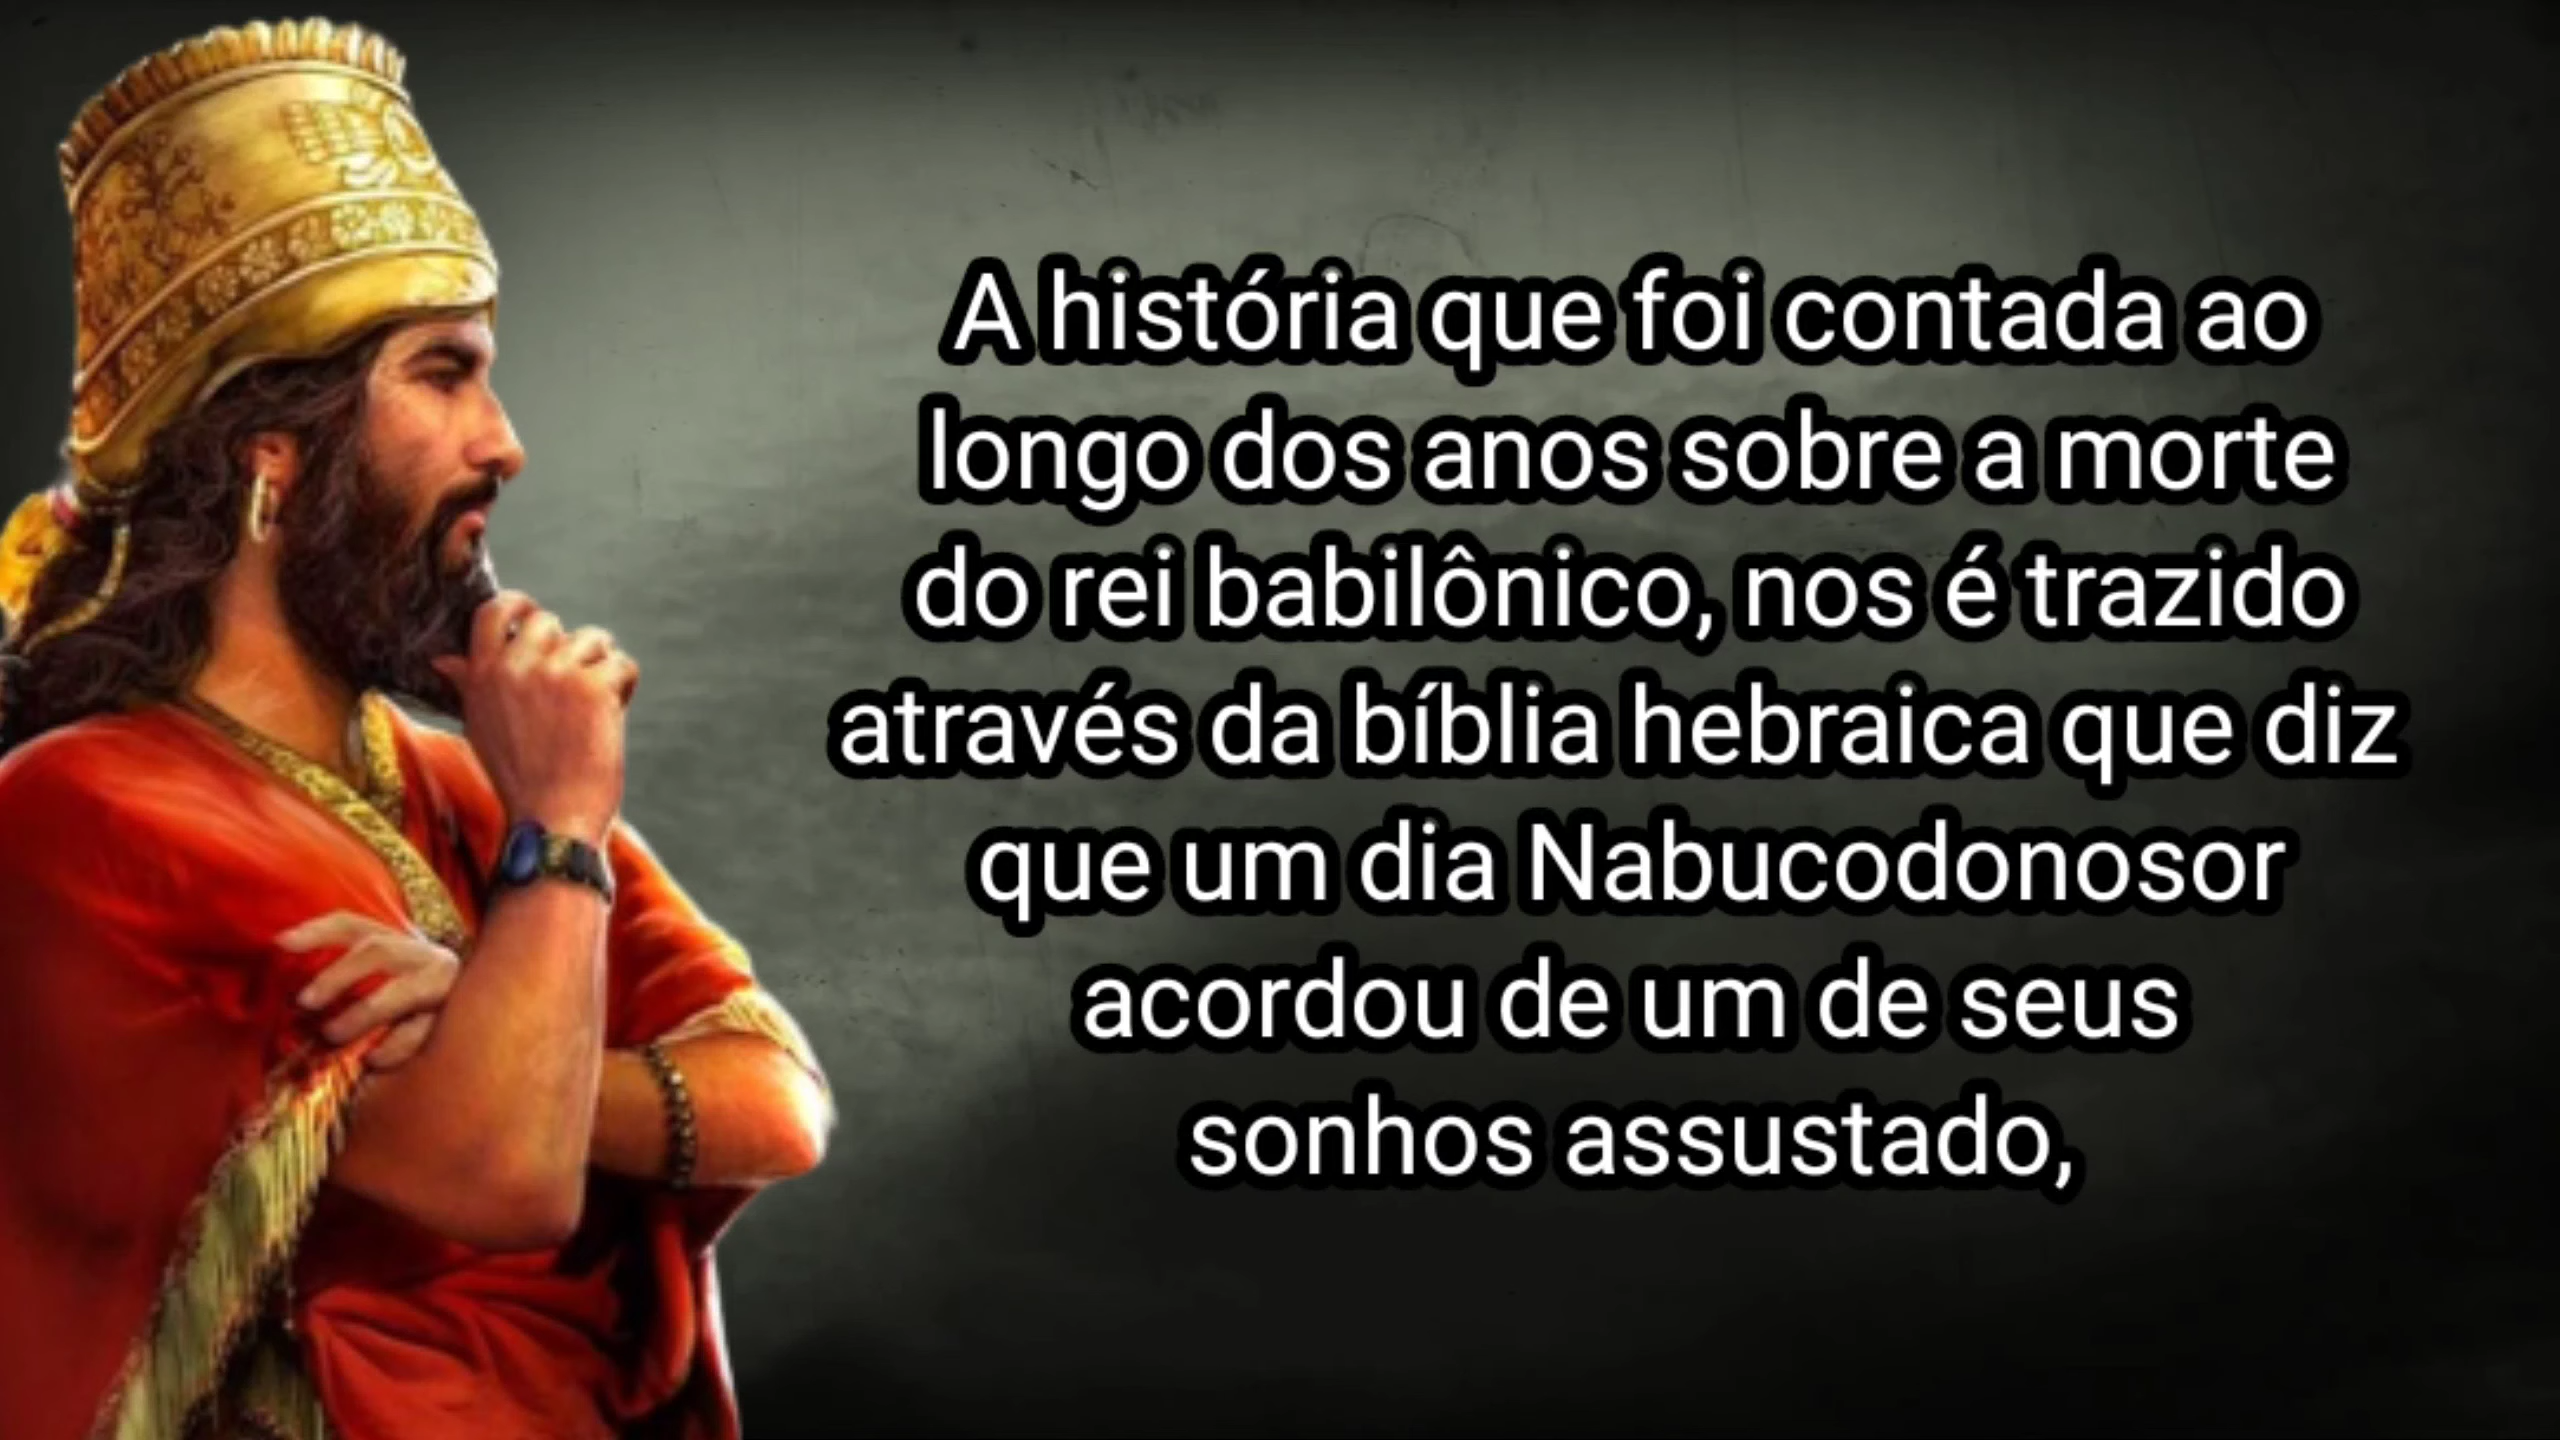 A história que foi contada ao
longo dos anos sobre a morte
do rei babilônico, nos é trazido
através da bíblia hebraica que diz
que um dia Nabucodonosor
acordou de um de seus
sonhos assustado,